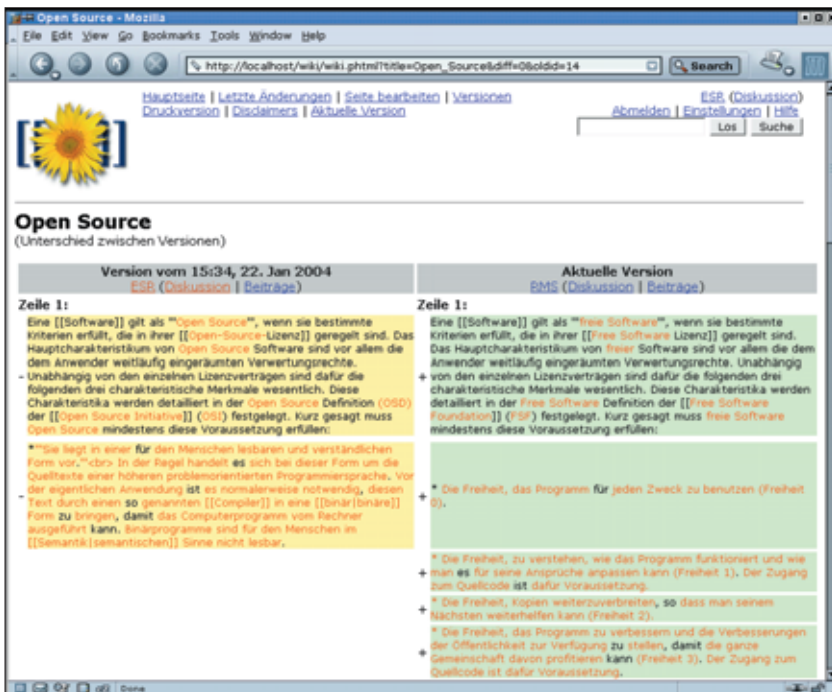 Open Source - Mozilla
File Edit View Go Bookmarks Tools Window Help
http://localhost/wiki/wiki.phtml?title=Open_Source&diff=0&oldid=14
Search
Hauptseite | Letzte Änderungen | Seite bearbeiten | Versionen
Druckversion | Disclaimers | Aktuelle Version
ESR (Diskussion)
Abmelden | Einstellungen | Hilfe
Los Suche
Open Source
(Unterschied zwischen Versionen)
Version vom 15:34, 22. Jan 2004
ESR (Diskussion | Beiträge)
Zeile 1:
Eine [[Software]] gilt als '''Open Source''', wenn sie bestimmte
Kriterien erfüllt, die in ihrer [[Open-Source-Lizenz]] geregelt sind. Das
Hauptcharakteristikum von Open Source Software sind vor allem die
dem Anwender weitläufig eingeräumten Verwertungsrechte.
- Unabhängig von den einzelnen Lizenzverträgen sind dafür die
folgenden drei charakteristische Merkmale wesentlich. Diese
Charakteristika werden detailliert in der Open Source Definition (OSD)
der [[Open Source Initiative]] (OSI) festgelegt. Kurz gesagt muss
Open Source mindestens diese Voraussetzung erfüllen:
*'''Sie liegt in einer für den Menschen lesbaren und verständlichen
Form vor.'''<br> In der Regel handelt es sich bei dieser Form um die
Quelltexte einer höheren problemorientierten Programmiersprache. Vor
- der eigentlichen Anwendung ist es normalerweise notwendig, diesen
Text durch einen so genannten [[Compiler]] in eine [[binär|binäre]]
Form zu bringen, damit das Computerprogramm vom Rechner
ausgeführt kann. Binärprogramme sind für den Menschen im
[[Semantik|semantischen]] Sinne nicht lesbar.
Aktuelle Version
RMS (Diskussion | Beiträge)
Zeile 1:
Eine [[Software]] gilt als '''freie Software''', wenn sie bestimmte
Kriterien erfüllt, die in ihrer [[Free Software Lizenz]] geregelt sind.
Das Hauptcharakteristikum von freier Software sind vor allem die dem
Anwender weitläufig eingeräumten Verwertungsrechte. Unabhängig
+ von den einzelnen Lizenzverträgen sind dafür die folgenden drei
charakteristische Merkmale wesentlich. Diese Charakteristika werden
detailliert in der Free Software Definition der [[Free Software
Foundation]] (FSF) festgelegt. Kurz gesagt muss freie Software
mindestens diese Voraussetzung erfüllen:
+ * Die Freiheit, das Programm für jeden Zweck zu benutzen (Freiheit
0).
* Die Freiheit, zu verstehen, wie das Programm funktioniert und wie
+ man es für seine Ansprüche anpassen kann (Freiheit 1). Der Zugang
zum Quellcode ist dafür Voraussetzung.
+ * Die Freiheit, Kopien weiterzuverbreiten, so dass man seinem
Nächsten weiterhelfen kann (Freiheit 2).
* Die Freiheit, das Programm zu verbessern und die Verbesserungen
der Öffentlichkeit zur Verfügung zu stellen, damit die ganze
+ Gemeinschaft davon profitieren kann (Freiheit 3). Der Zugang zum
Quellcode ist dafür Voraussetzung.
Done